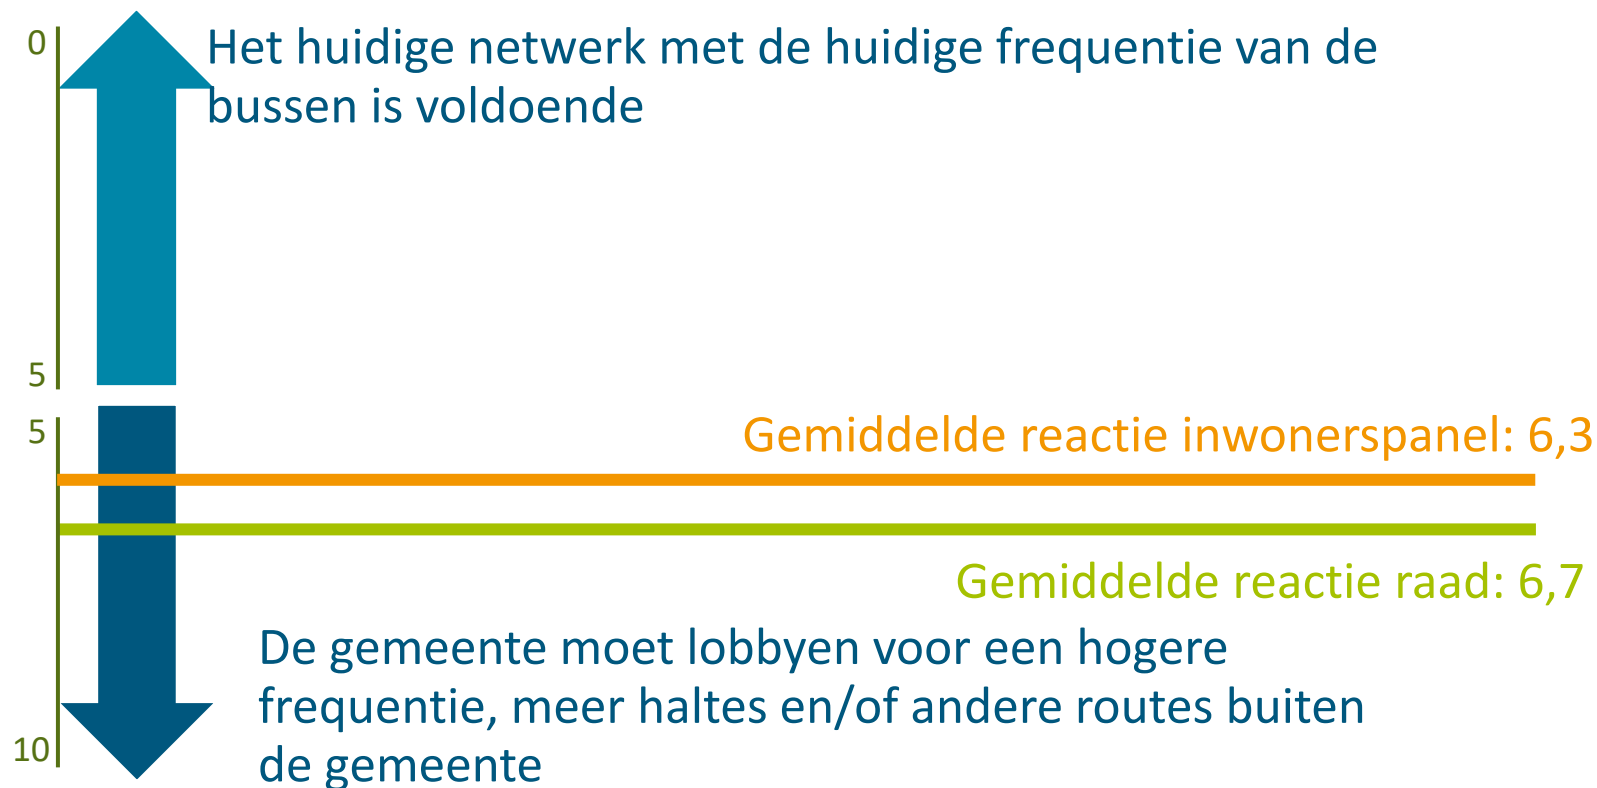 0
Het huidige netwerk met de huidige frequentie van de
bussen is voldoende
5
5
Gemiddelde reactie inwonerspanel: 6,3
Gemiddelde reactie raad: 6,7
De gemeente moet lobbyen voor een hogere
frequentie, meer haltes en/of andere routes buiten
10
de gemeente